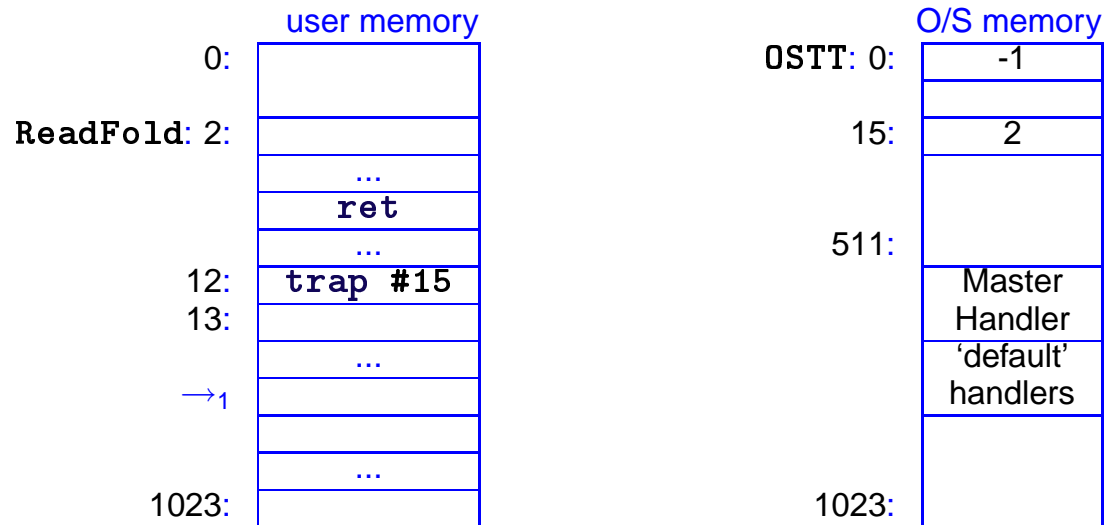 user memory O/S memory
0: OSTT: 0: -1
ReadFold: 2: 15: 2
...
ret
... 511:
12: trap #15 Master
13: Handler
... ‘default’
→1 handlers
...
1023: 1023: